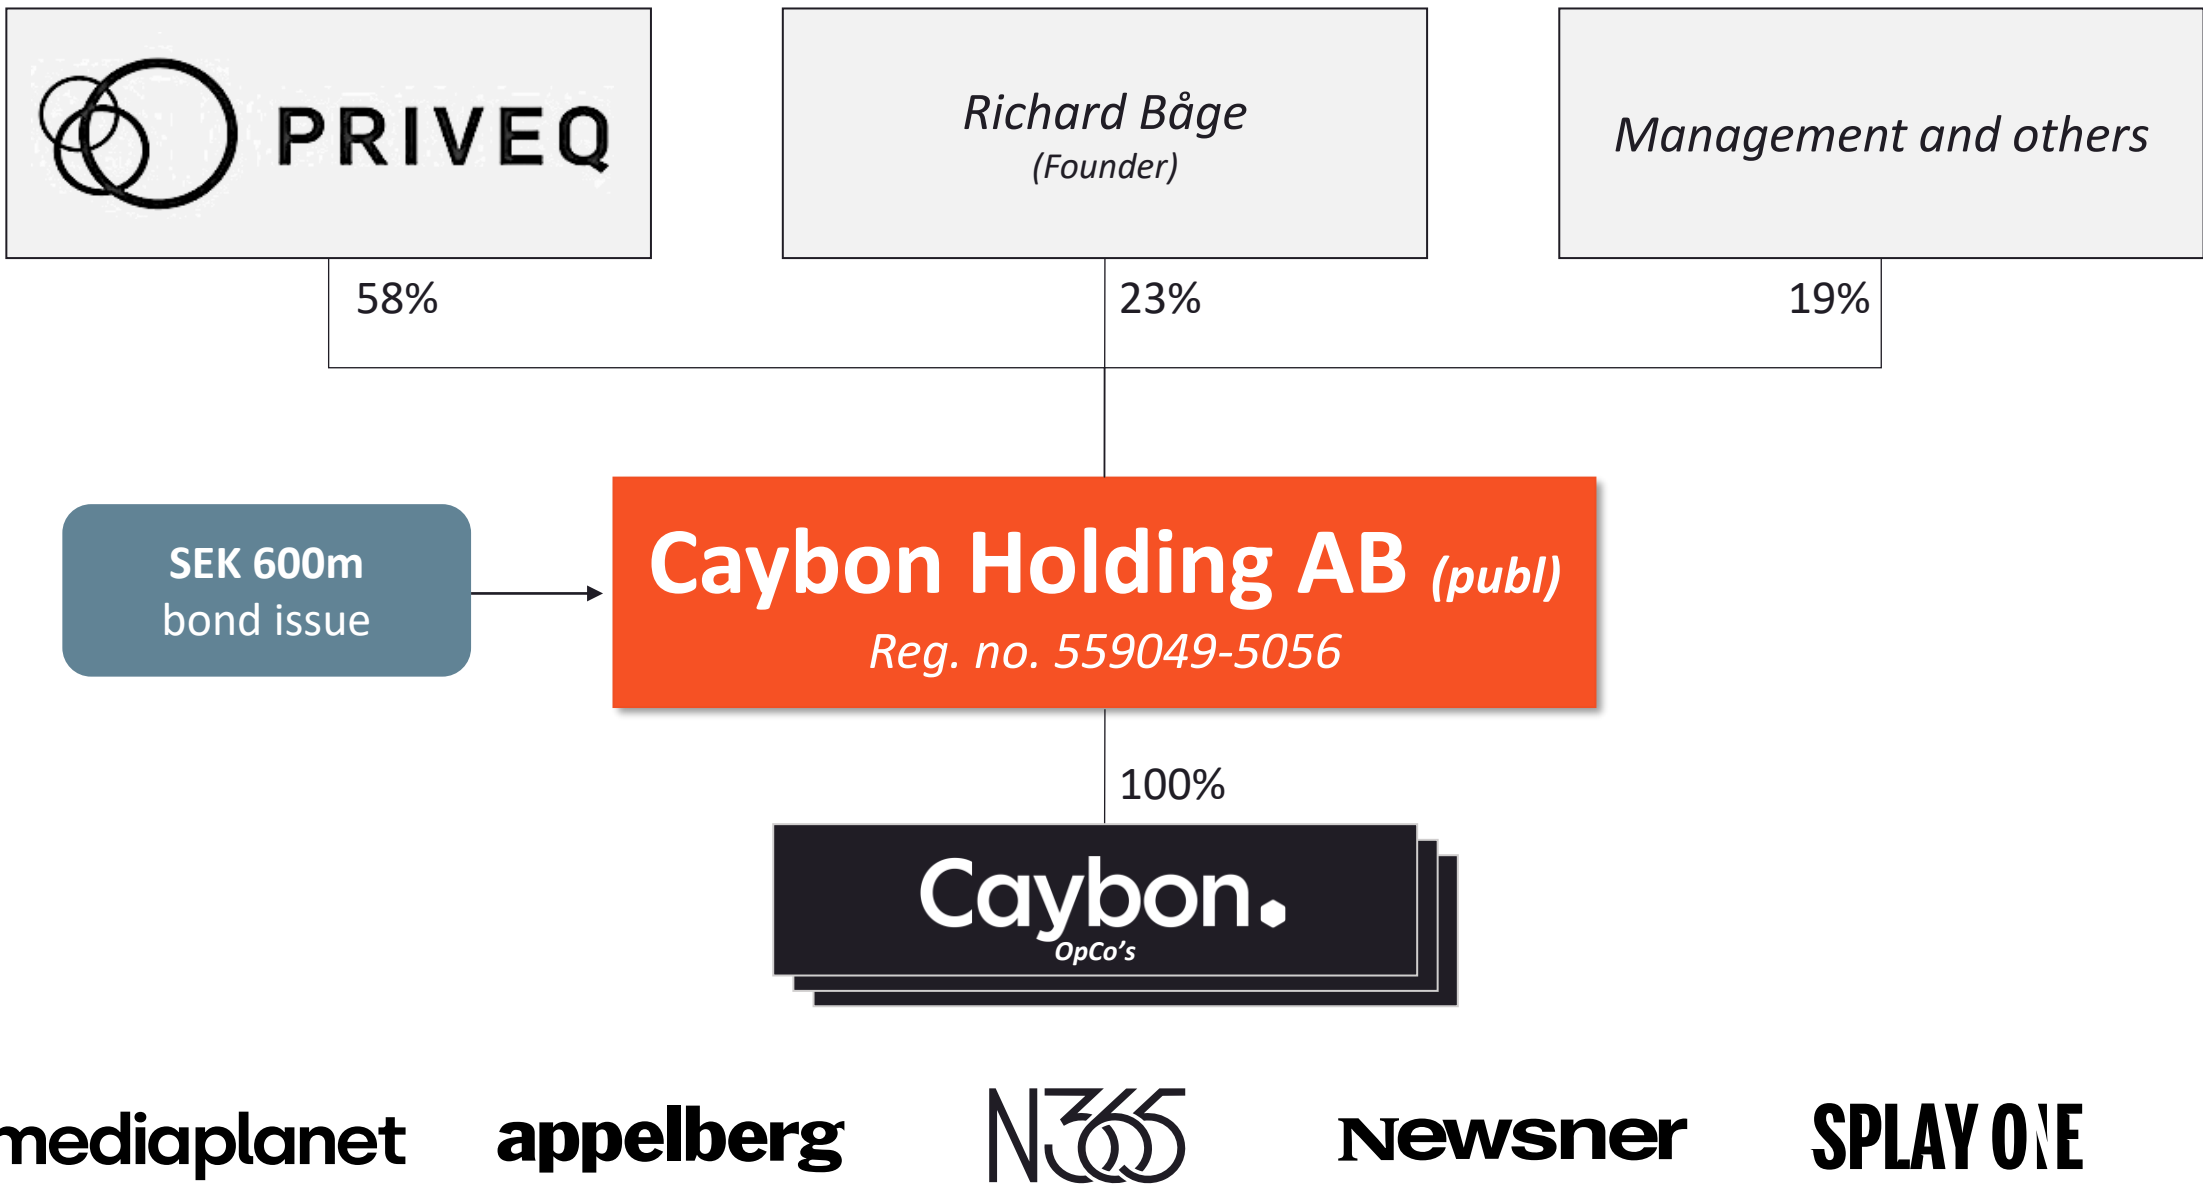 PRIVEQ
Richard Båge
(Founder)
Management and others
58%
23%
19%
SEK 600m
bond issue
Caybon Holding AB (publ)
Reg. no. 559049-5056
100%
Caybon.
OpCo's
mediaplanet
appelberg
N365
Newsner
SPLAY ONE